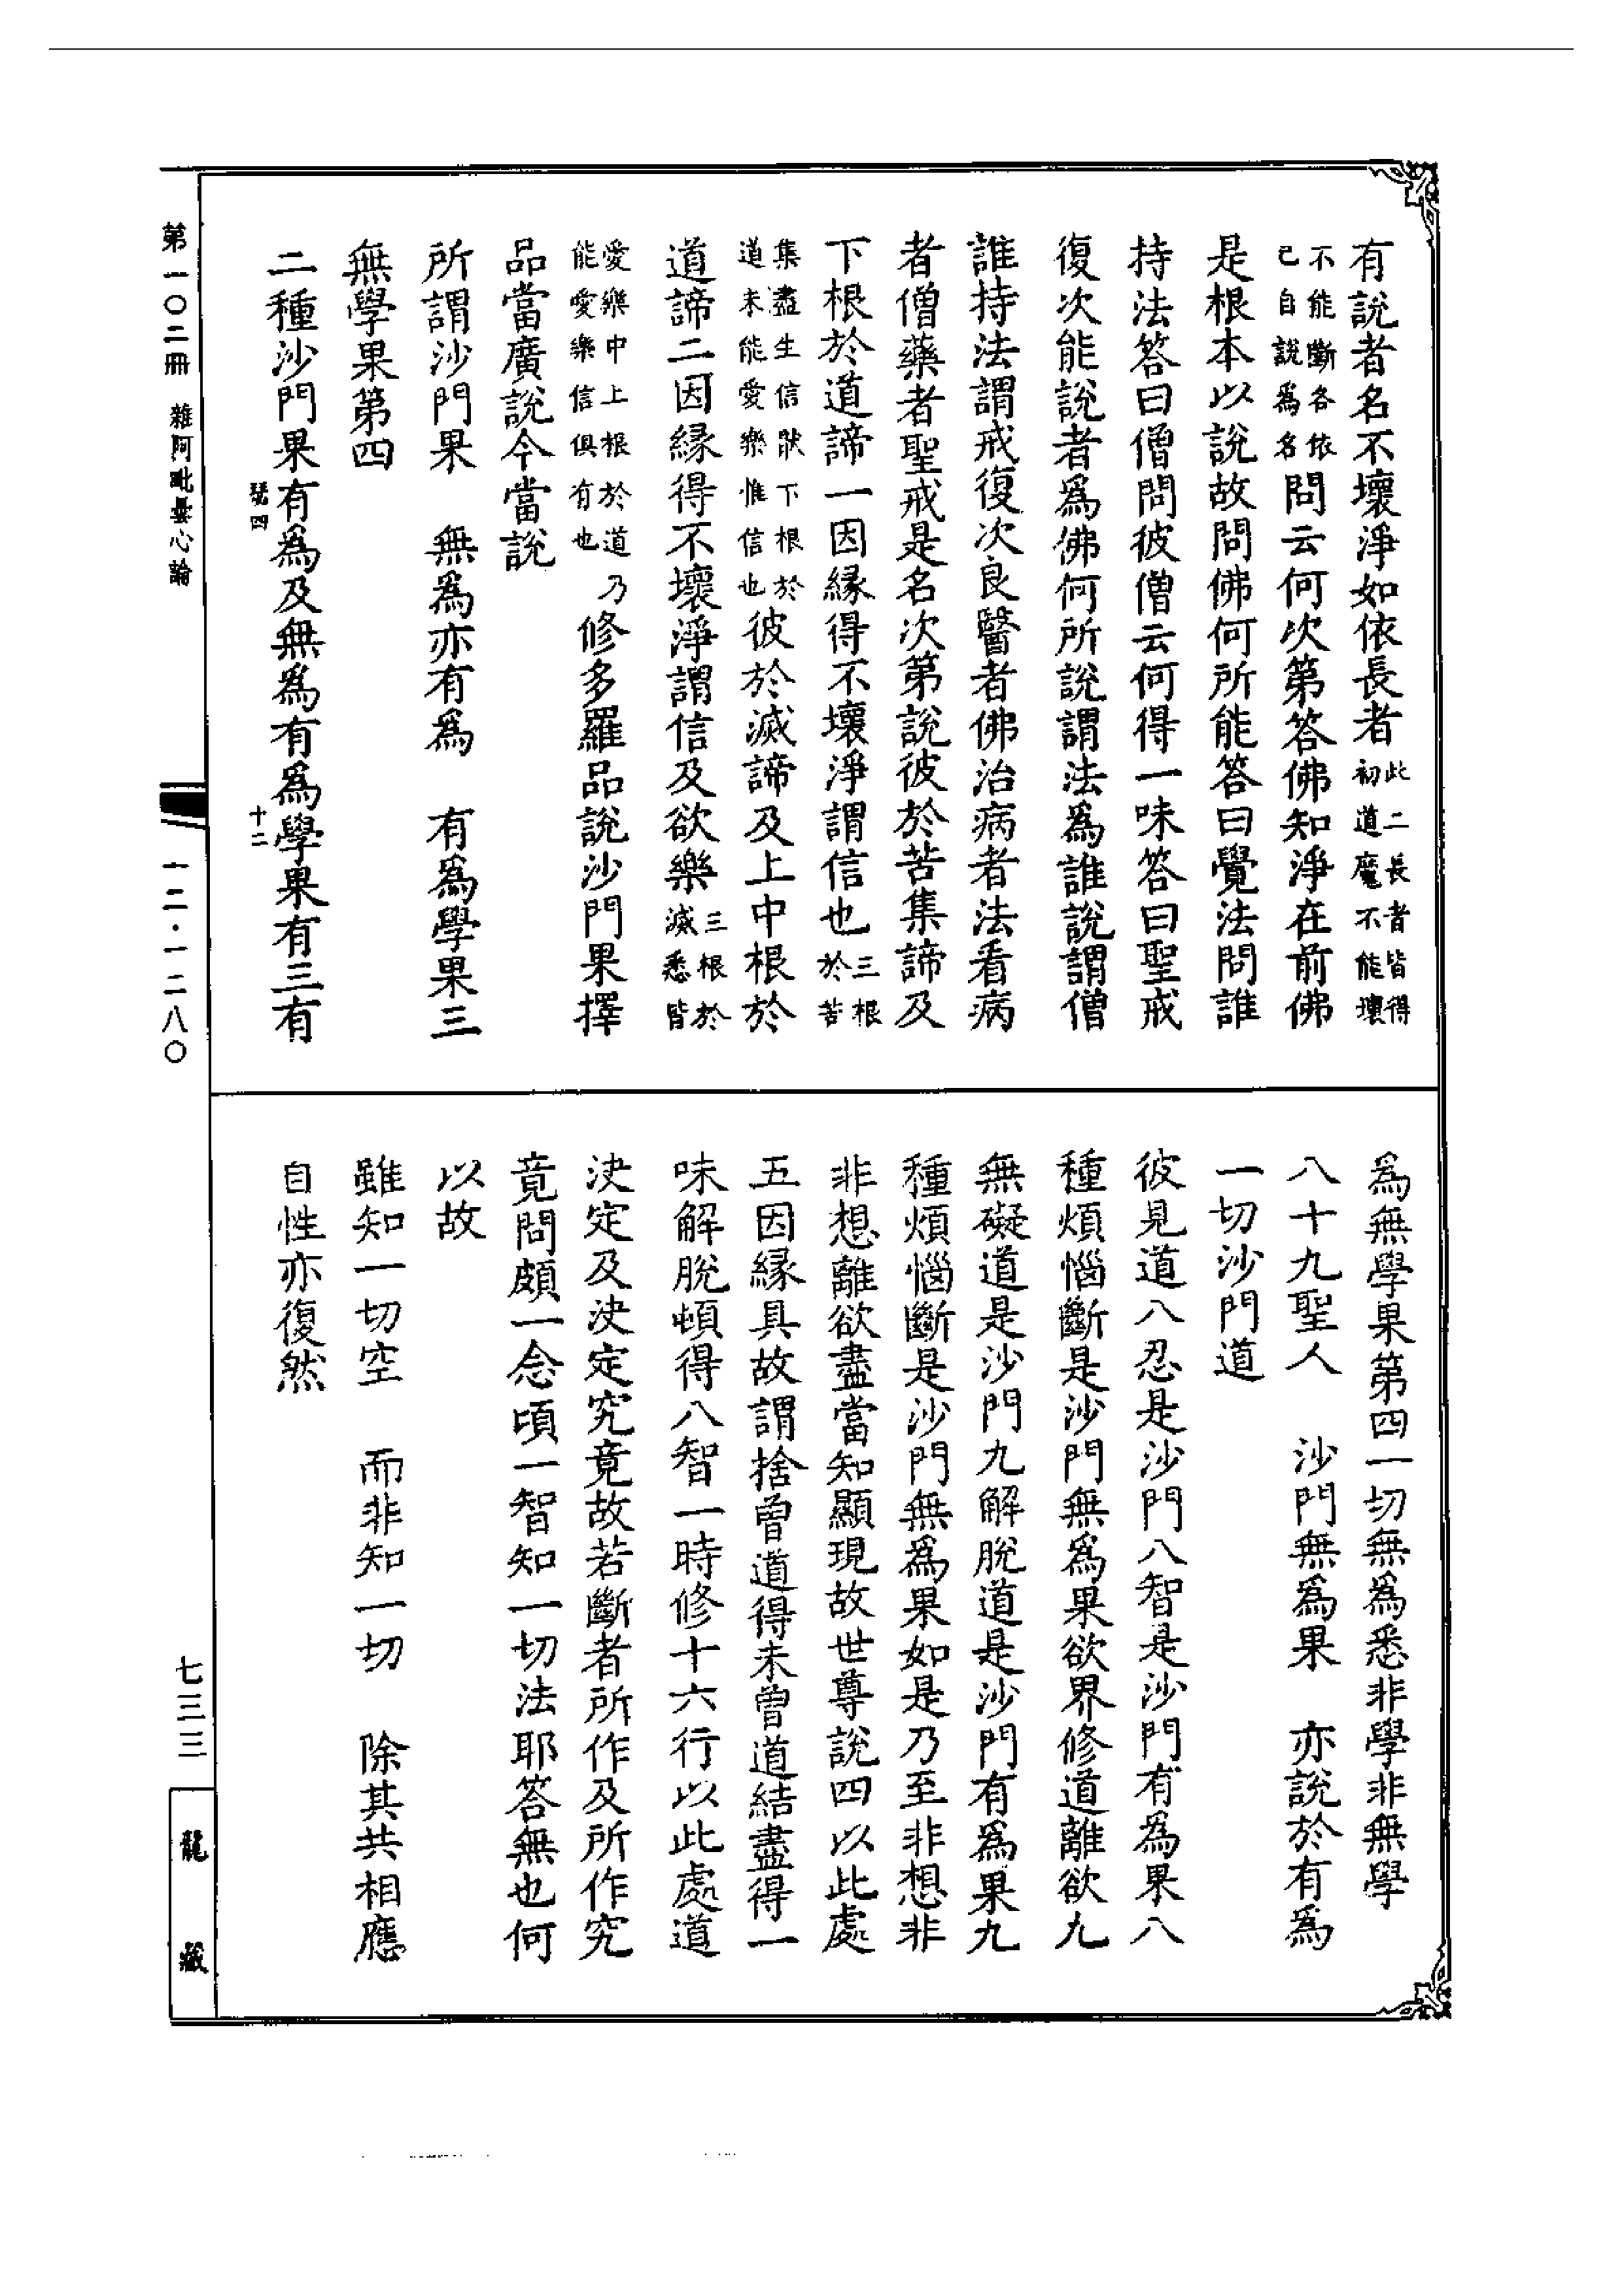 有說者名不壞淨如依長者此二長者皆得初道魔不能壞
不能斷各依已自說為名問云何次第答佛知淨在前佛
是根本以說故問佛何所能答曰覺法問誰
持法答曰僧問彼僧云何得一味答曰聖戒
復次能說者為佛何所說謂法為誰說謂僧
誰持法謂戒復次良醫者佛治病者法看病
者僧藥者聖戒是名次第說彼於苦集諦及
下根於道諦一因緣得不壞淨謂信也三根於苦
集盡生信猒下根於道未能愛樂惟信也彼於滅諦及上中根於
道諦二因緣得不壞淨謂信及欲樂三根於滅悉皆
愛樂中上根於道乃能愛樂信俱有也修多羅品說沙門果擇
品當廣說今當說
所謂沙門果　無為亦有為　有為學果三
無學果第四
二種沙門果有為及無為有為學果有三有
琴四　十二
為無學果第四一切無為悉非學非無學
八十九聖人　沙門無為果　亦說於有為
一切沙門道
彼見道八忍是沙門八智是沙門有為果八
種煩惱斷是沙門無為果欲界修道離欲九
無礙道是沙門九解脫道是沙門有為果九
種煩惱斷是沙門無為果如是乃至非想非
非想離欲盡當知顯現故世尊說四以此處
五因緣具故謂捨曾道得未曾道結盡得一
味解脫頓得八智一時修十六行以此處道
決定及決定究竟故若斷者所作及所作究
竟問頗一念頃一智知一切法耶答無也何
以故
雖知一切空　而非知一切　除其共相應
自性亦復然
第一〇二冊　雜阿毗曇心論　一二·一二八〇　七三三　龍藏